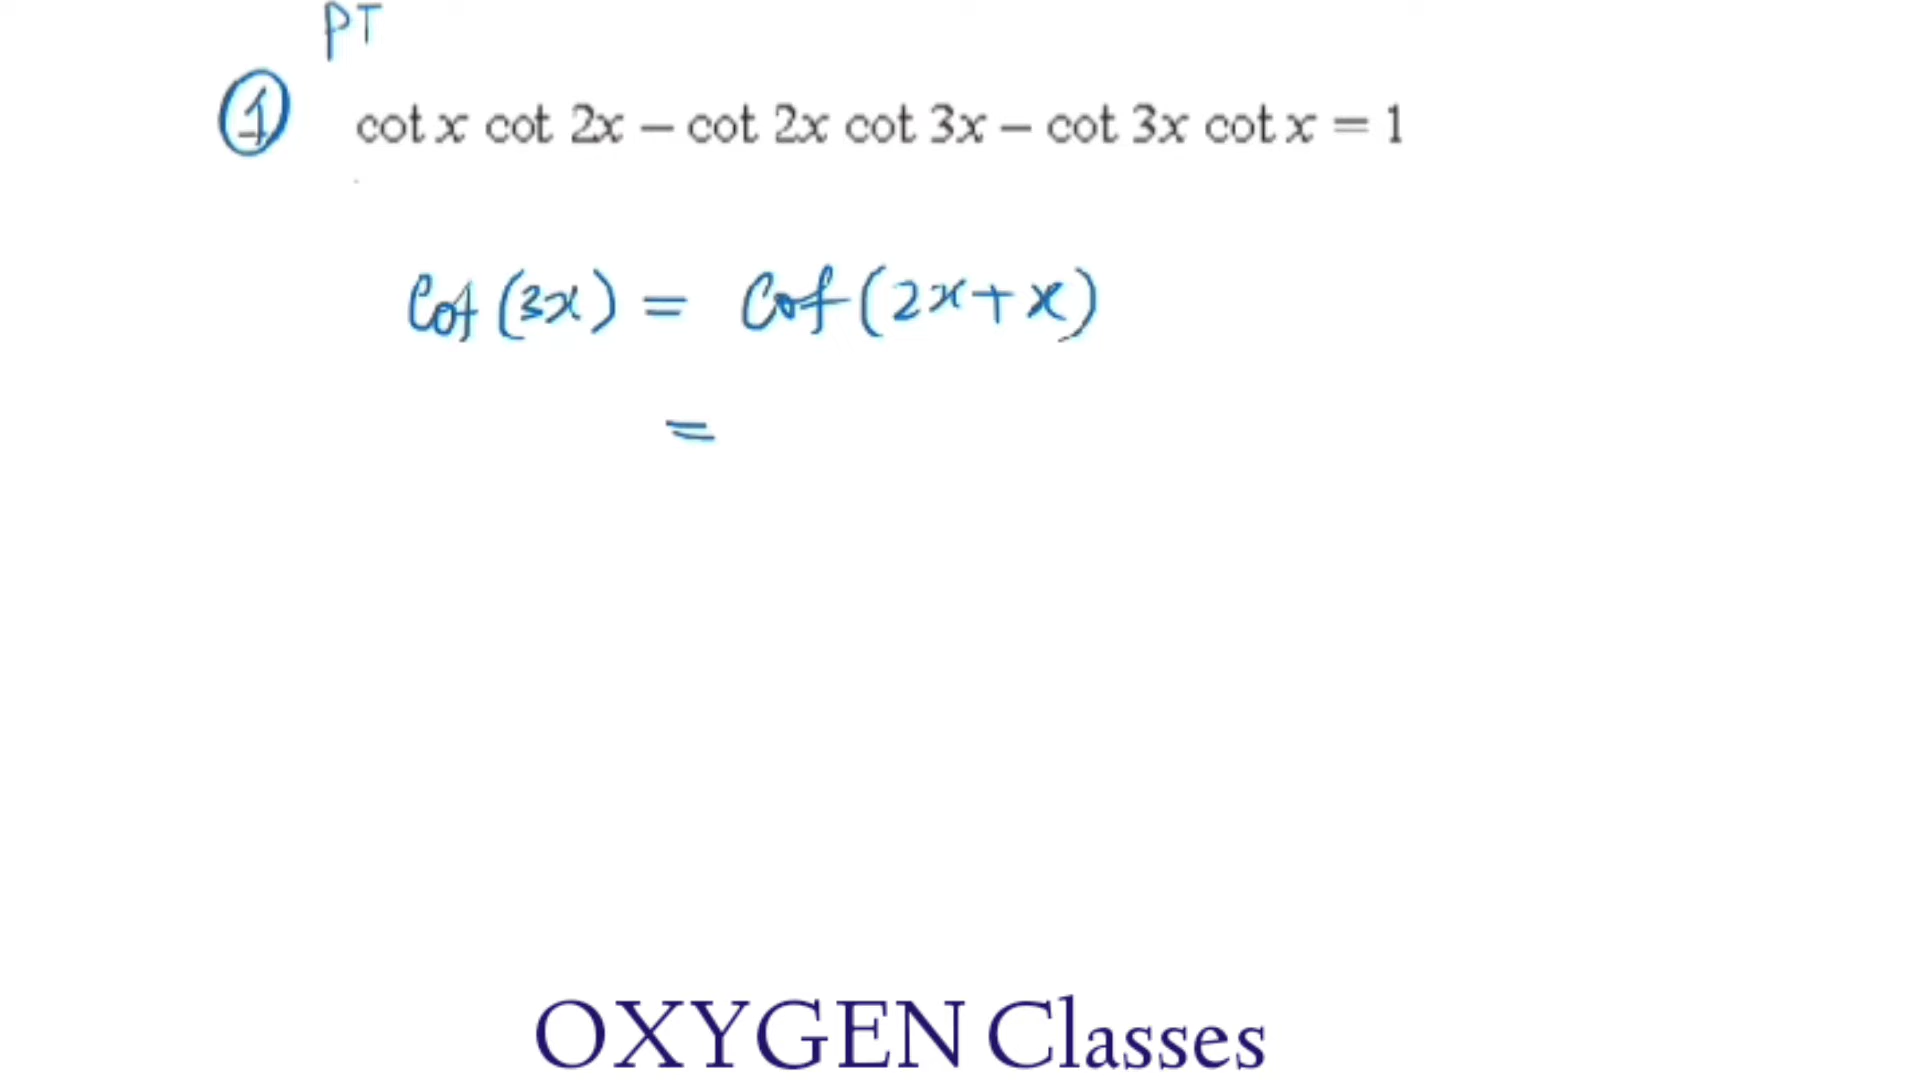 PT
① cot x cot 2x – cot 2x cot 3x – cot 3x cot x = 1
Cot (3x) = Cot (2x+x)
=
OXYGEN Classes